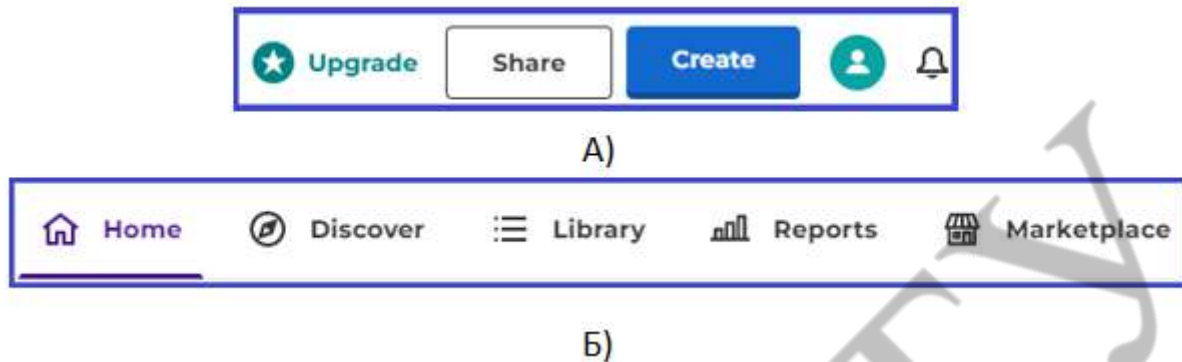 Upgrade Share Create
А)
Home Discover Library Reports Marketplace
Б)